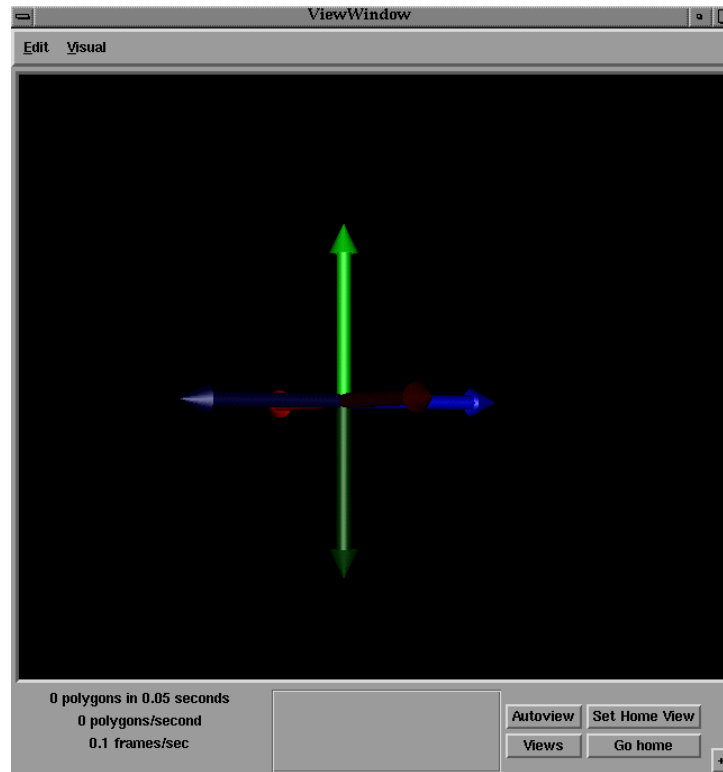 ViewWindow
Edit Visual
0 polygons in 0.05 seconds
0 polygons/second
0.1 frames/sec
Autoview Set Home View
Views Go home